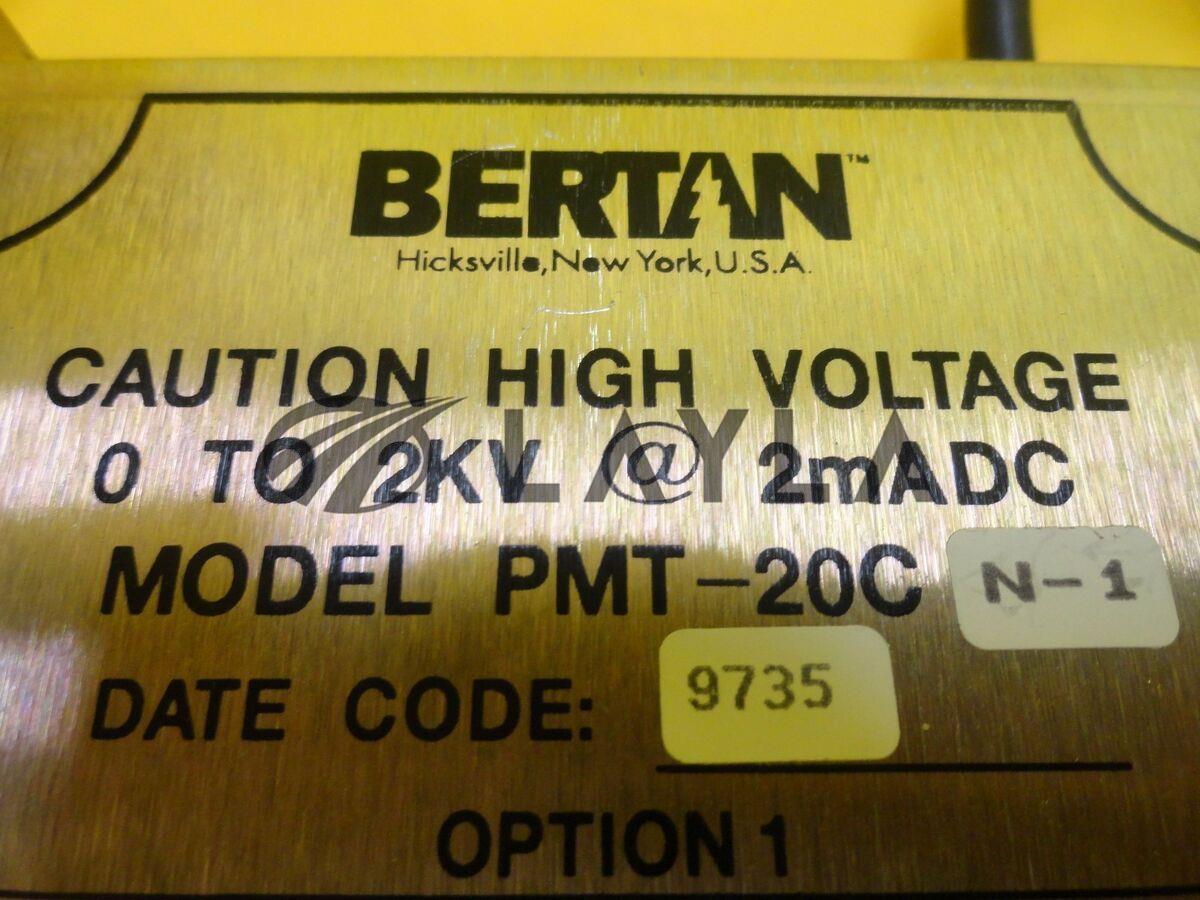 BERTAN™
Hicksville, New York, U.S.A.
CAUTION HIGH VOLTAGE
0 TO 2KV @ 2mADC
LAYLA
MODEL PMT-20C N-1
DATE CODE: 9735
OPTION 1